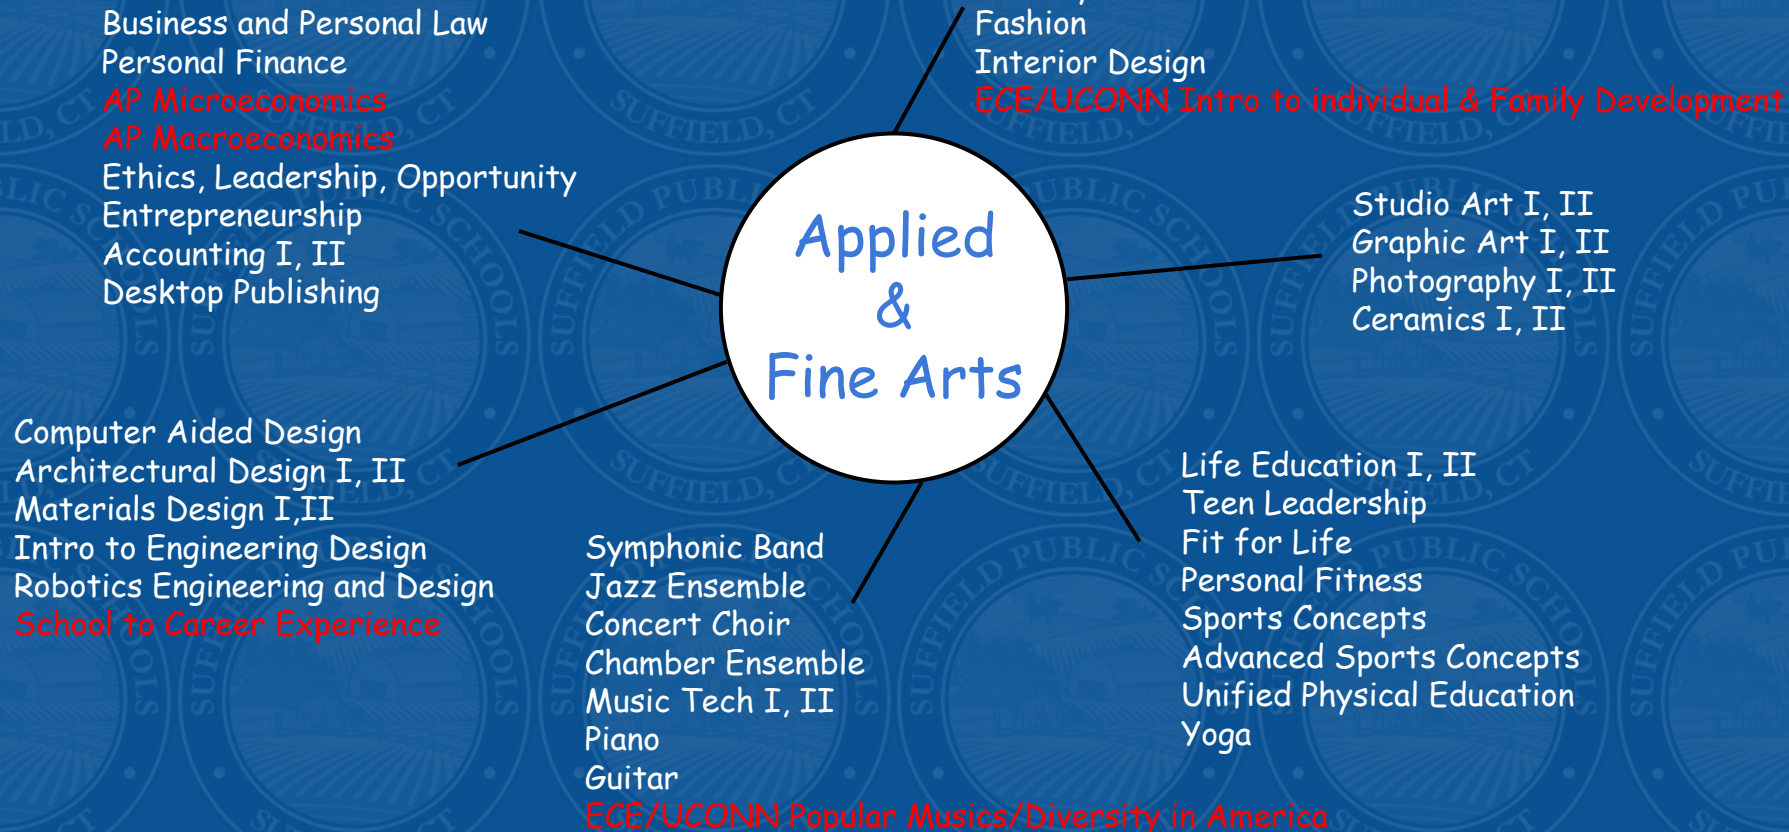 Business and Personal Law
Personal Finance
AP Microeconomics
AP Macroeconomics
Ethics, Leadership, Opportunity
Entrepreneurship
Accounting I, II
Desktop Publishing
Fashion
Interior Design
ECE/UCONN Intro to individual & Family Development
Applied
&
Fine Arts
Studio Art I, II
Graphic Art I, II
Photography I, II
Ceramics I, II
Computer Aided Design
Architectural Design I, II
Materials Design I,II
Intro to Engineering Design
Robotics Engineering and Design
School to Career Experience
Symphonic Band
Jazz Ensemble
Concert Choir
Chamber Ensemble
Music Tech I, II
Piano
Guitar
ECE/UCONN Popular Musics/Diversity in America
Life Education I, II
Teen Leadership
Fit for Life
Personal Fitness
Sports Concepts
Advanced Sports Concepts
Unified Physical Education
Yoga
SUFFIELD PUBLIC SCHOOLS
SUFFIELD, CT